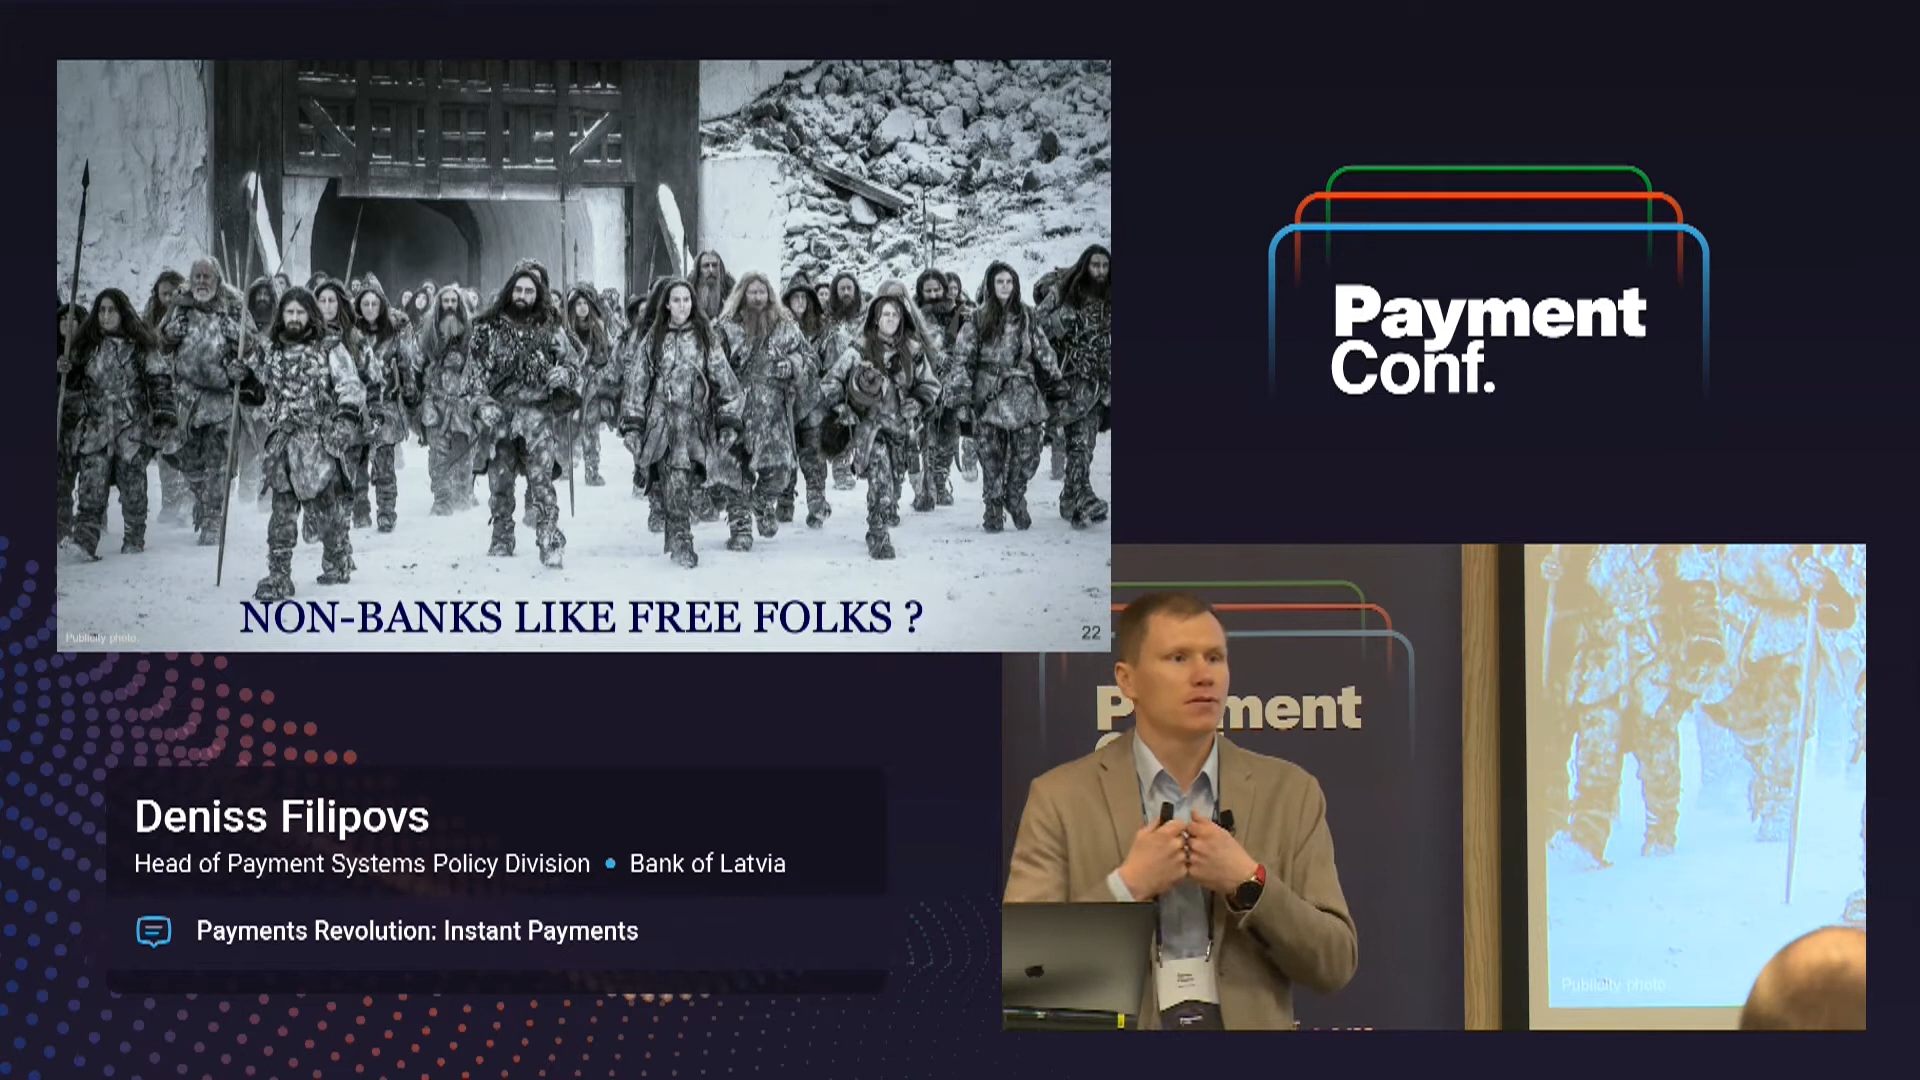 NON-BANKS LIKE FREE FOLKS ?
Publicity photo.
22
Payment
Conf.
Deniss Filipovs
Head of Payment Systems Policy Division • Bank of Latvia
Payments Revolution: Instant Payments
P ment
Publicity photo.